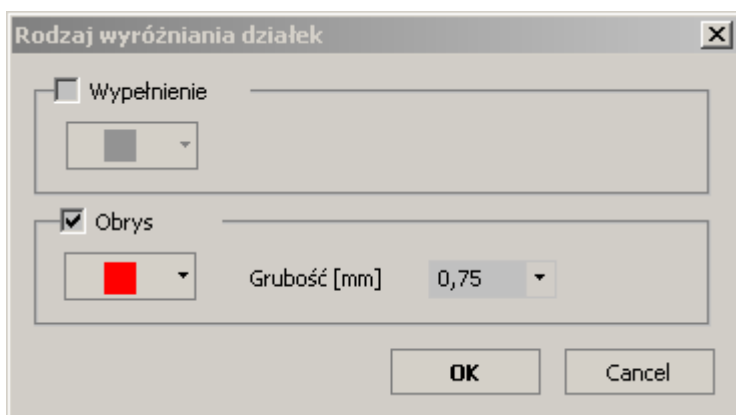 Rodzaj wyróżniania działek
Wypełnienie
Obrys
Grubość [mm] 0,75
OK Cancel